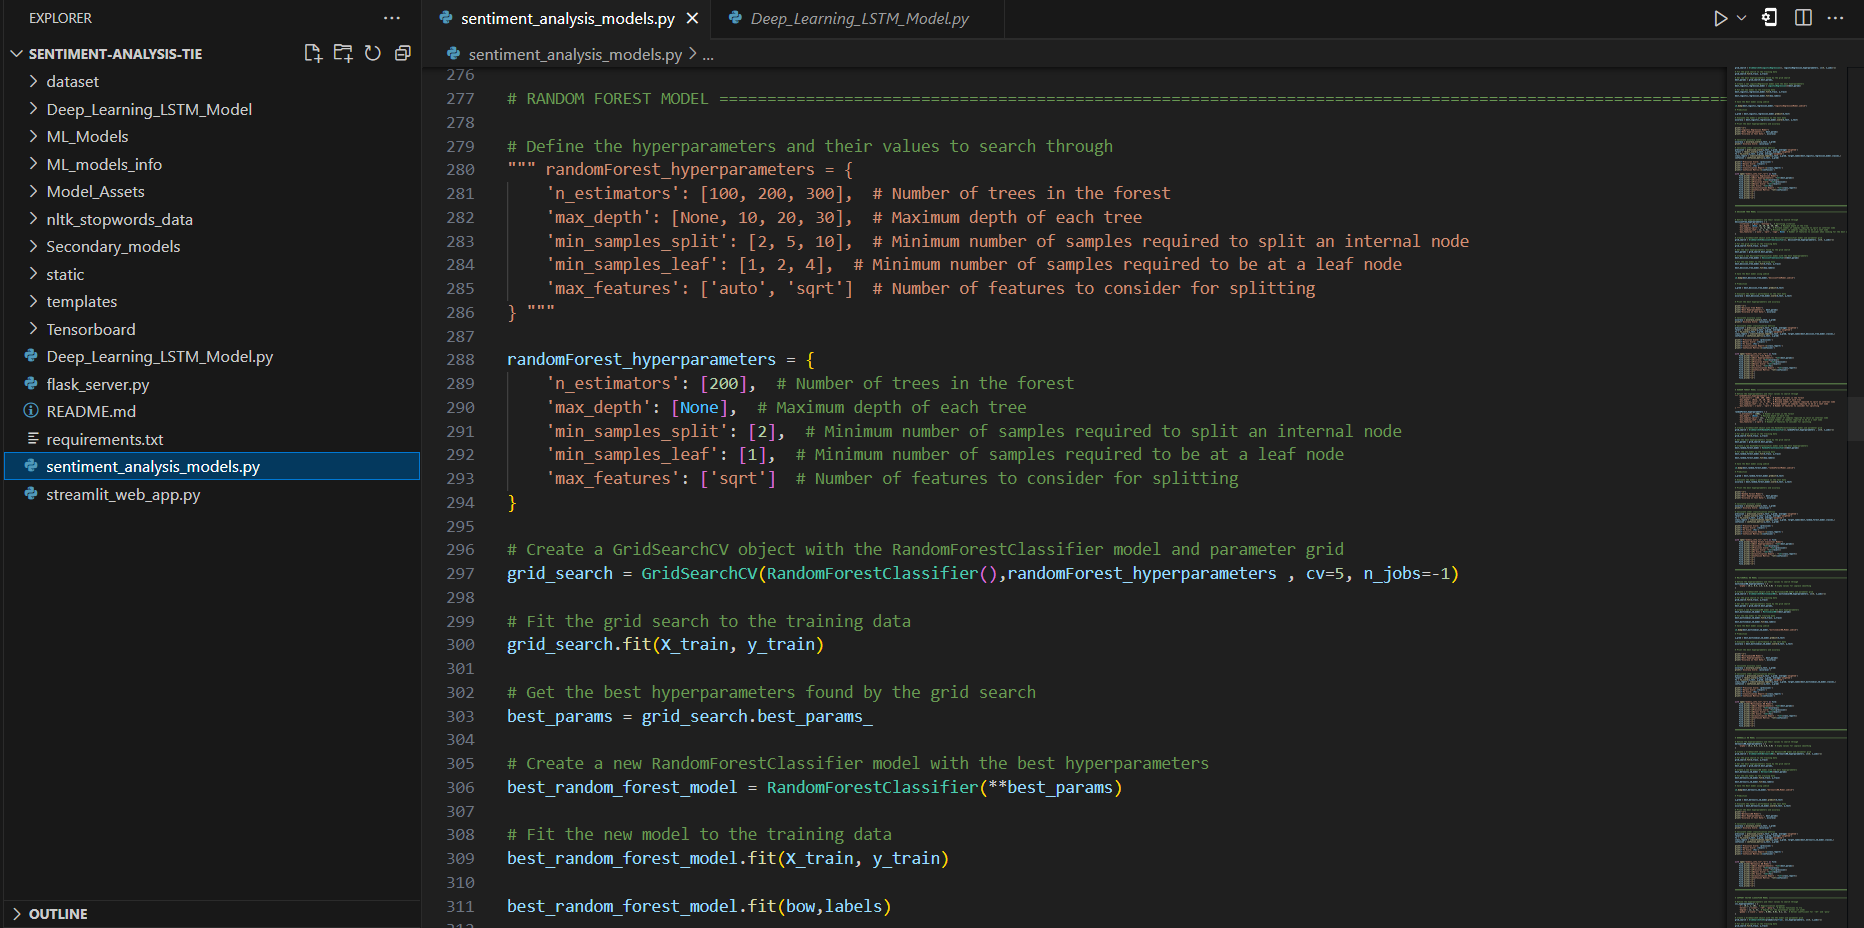 EXPLORER
SENTIMENT-ANALYSIS-TIE
dataset
Deep_Learning_LSTM_Model
ML_Models
ML_models_info
Model_Assets
nltk_stopwords_data
Secondary_models
static
templates
Tensorboard
Deep_Learning_LSTM_Model.py
flask_server.py
README.md
requirements.txt
sentiment_analysis_models.py
streamlit_web_app.py
OUTLINE
sentiment_analysis_models.py
Deep_Learning_LSTM_Model.py
sentiment_analysis_models.py > ...
276
277 # RANDOM FOREST MODEL =========================================================================================================
278
279 # Define the hyperparameters and their values to search through
280 """ randomForest_hyperparameters = {
281     'n_estimators': [100, 200, 300],  # Number of trees in the forest
282     'max_depth': [None, 10, 20, 30],  # Maximum depth of each tree
283     'min_samples_split': [2, 5, 10],  # Minimum number of samples required to split an internal node
284     'min_samples_leaf': [1, 2, 4],  # Minimum number of samples required to be at a leaf node
285     'max_features': ['auto', 'sqrt']  # Number of features to consider for splitting
286 } """
287
288 randomForest_hyperparameters = {
289     'n_estimators': [200],  # Number of trees in the forest
290     'max_depth': [None],  # Maximum depth of each tree
291     'min_samples_split': [2],  # Minimum number of samples required to split an internal node
292     'min_samples_leaf': [1],  # Minimum number of samples required to be at a leaf node
293     'max_features': ['sqrt']  # Number of features to consider for splitting
294 }
295
296 # Create a GridSearchCV object with the RandomForestClassifier model and parameter grid
297 grid_search = GridSearchCV(RandomForestClassifier(),randomForest_hyperparameters , cv=5, n_jobs=-1)
298
299 # Fit the grid search to the training data
300 grid_search.fit(X_train, y_train)
301
302 # Get the best hyperparameters found by the grid search
303 best_params = grid_search.best_params_
304
305 # Create a new RandomForestClassifier model with the best hyperparameters
306 best_random_forest_model = RandomForestClassifier(**best_params)
307
308 # Fit the new model to the training data
309 best_random_forest_model.fit(X_train, y_train)
310
311 best_random_forest_model.fit(bow,labels)
312